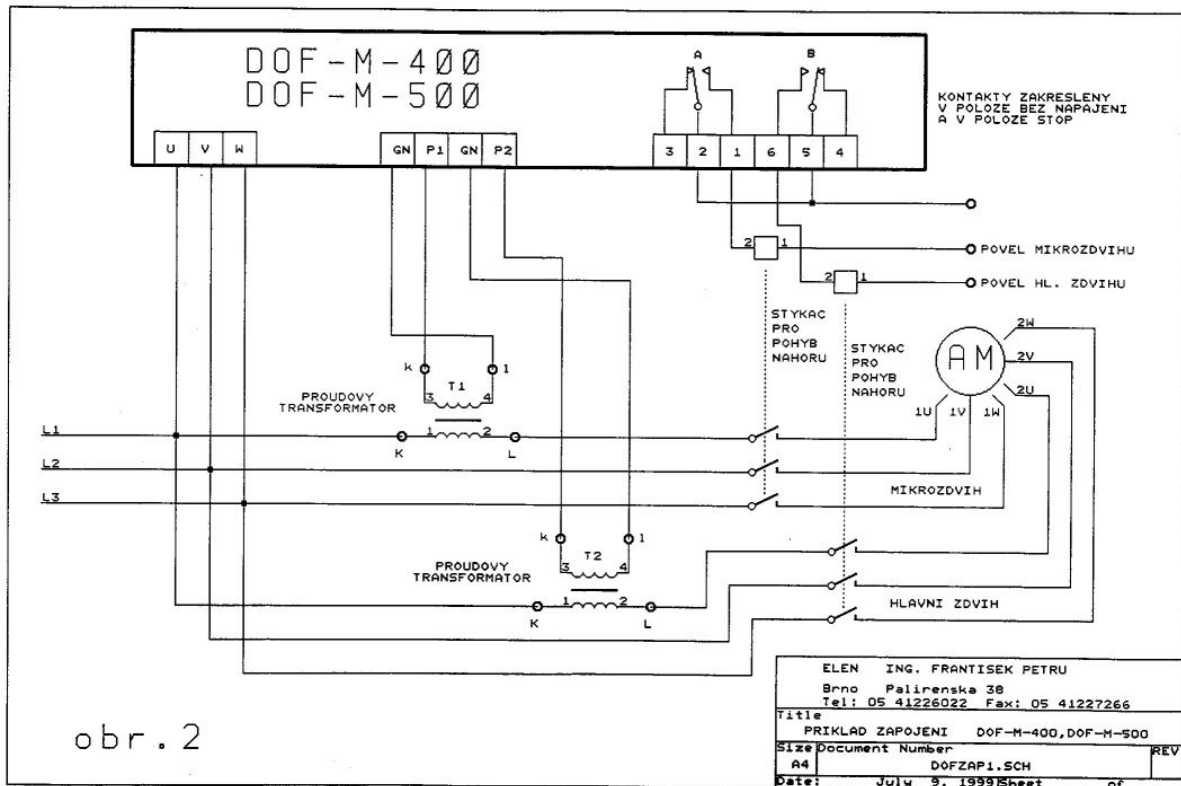 DOF-M-400
DOF-M-500
A
B
KONTAKTY ZAKRESLENY
V POLOZE BEZ NAPAJENI
A V POLOZE STOP
U V W
GN P1 GN P2
3 2 1 6 5 4
2 1
POVEL MIKROZDVIHU
2 1
POVEL HL. ZDVIHU
STYKAC
PRO
POHYB
NAHORU
STYKAC
PRO
POHYB
NAHORU
AM
2W
2V
2U
1U 1V 1W
k l
T1
3 4
PROUDOVY
TRANSFORMATOR
1 2
K L
L1
L2
L3
MIKROZDVIH
k l
T2
3 4
PROUDOVY
TRANSFORMATOR
1 2
K L
HLAVNI ZDVIH
obr.2
ELEN ING. FRANTISEK PETRU
Brno Palirenska 38
Tel: 05 41226022 Fax: 05 41227266
Title
PRIKLAD ZAPOJENI DOF-M-400,DOF-M-500
Size Document Number REV
A4 DOFZAP1.SCH
Date: July 9, 1999 Sheet of